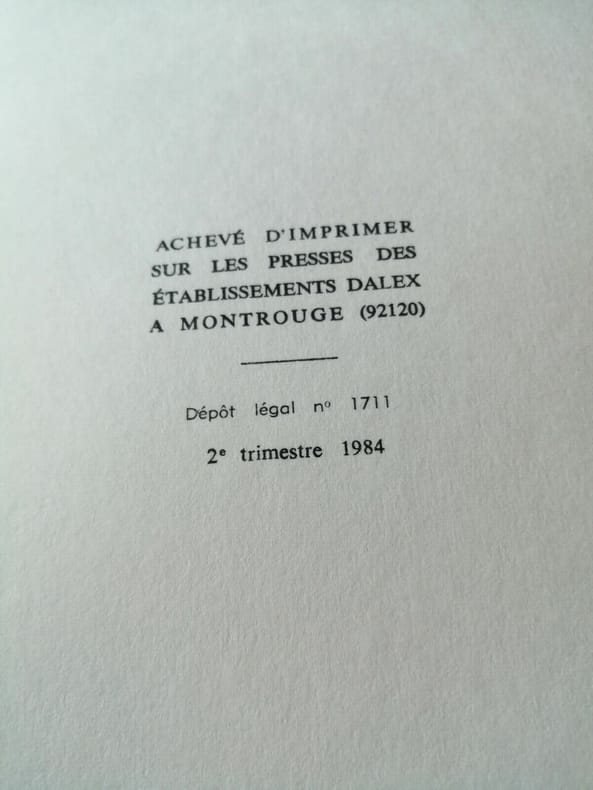 ACHEVÉ D'IMPRIMER
SUR LES PRESSES DES
ÉTABLISSEMENTS DALEX
A MONTROUGE (92120)
Dépôt légal nº 1711
2e trimestre 1984